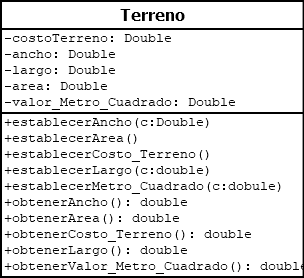 Terreno
-costoTerreno: Double
-ancho: Double
-largo: Double
-area: Double
-valor_Metro_Cuadrado: Double
+establecerAncho(c:Double)
+establecerArea()
+establecerCosto_Terreno()
+establecerLargo(c:double)
+establecerMetro_Cuadrado(c:dobule)
+obtenerAncho(): double
+obtenerArea(): double
+obtenerCosto_Terreno(): double
+obtenerLargo(): double
+obtenerValor_Metro_Cuadrado(): double